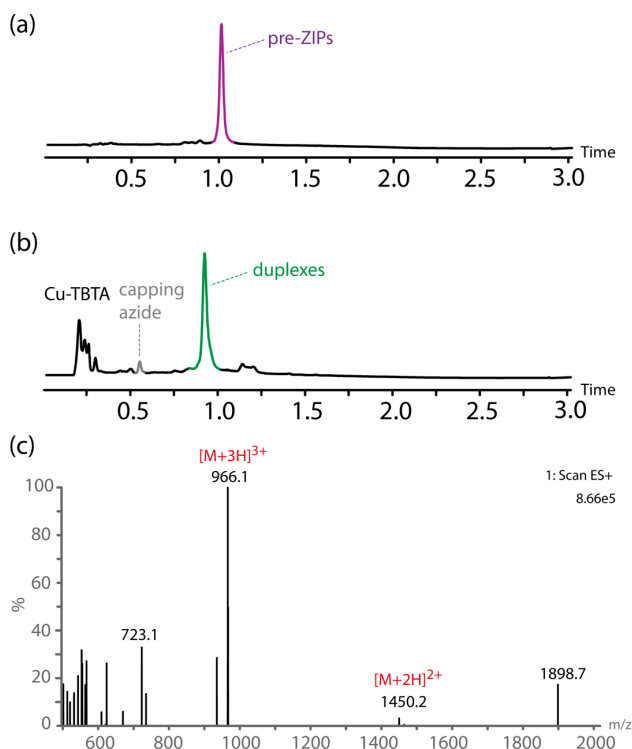 (a)
pre-ZIPs
Time
0.5 1.0 1.5 2.0 2.5 3.0
(b)
Cu-TBTA
capping
azide
duplexes
Time
0.5 1.0 1.5 2.0 2.5 3.0
(c)
[M+3H]3+
966.1
1: Scan ES+
8.66e5
100
80
%
60
40
723.1
20
[M+2H]2+
1450.2
1898.7
0
600 800 1000 1200 1400 1600 1800 2000 m/z